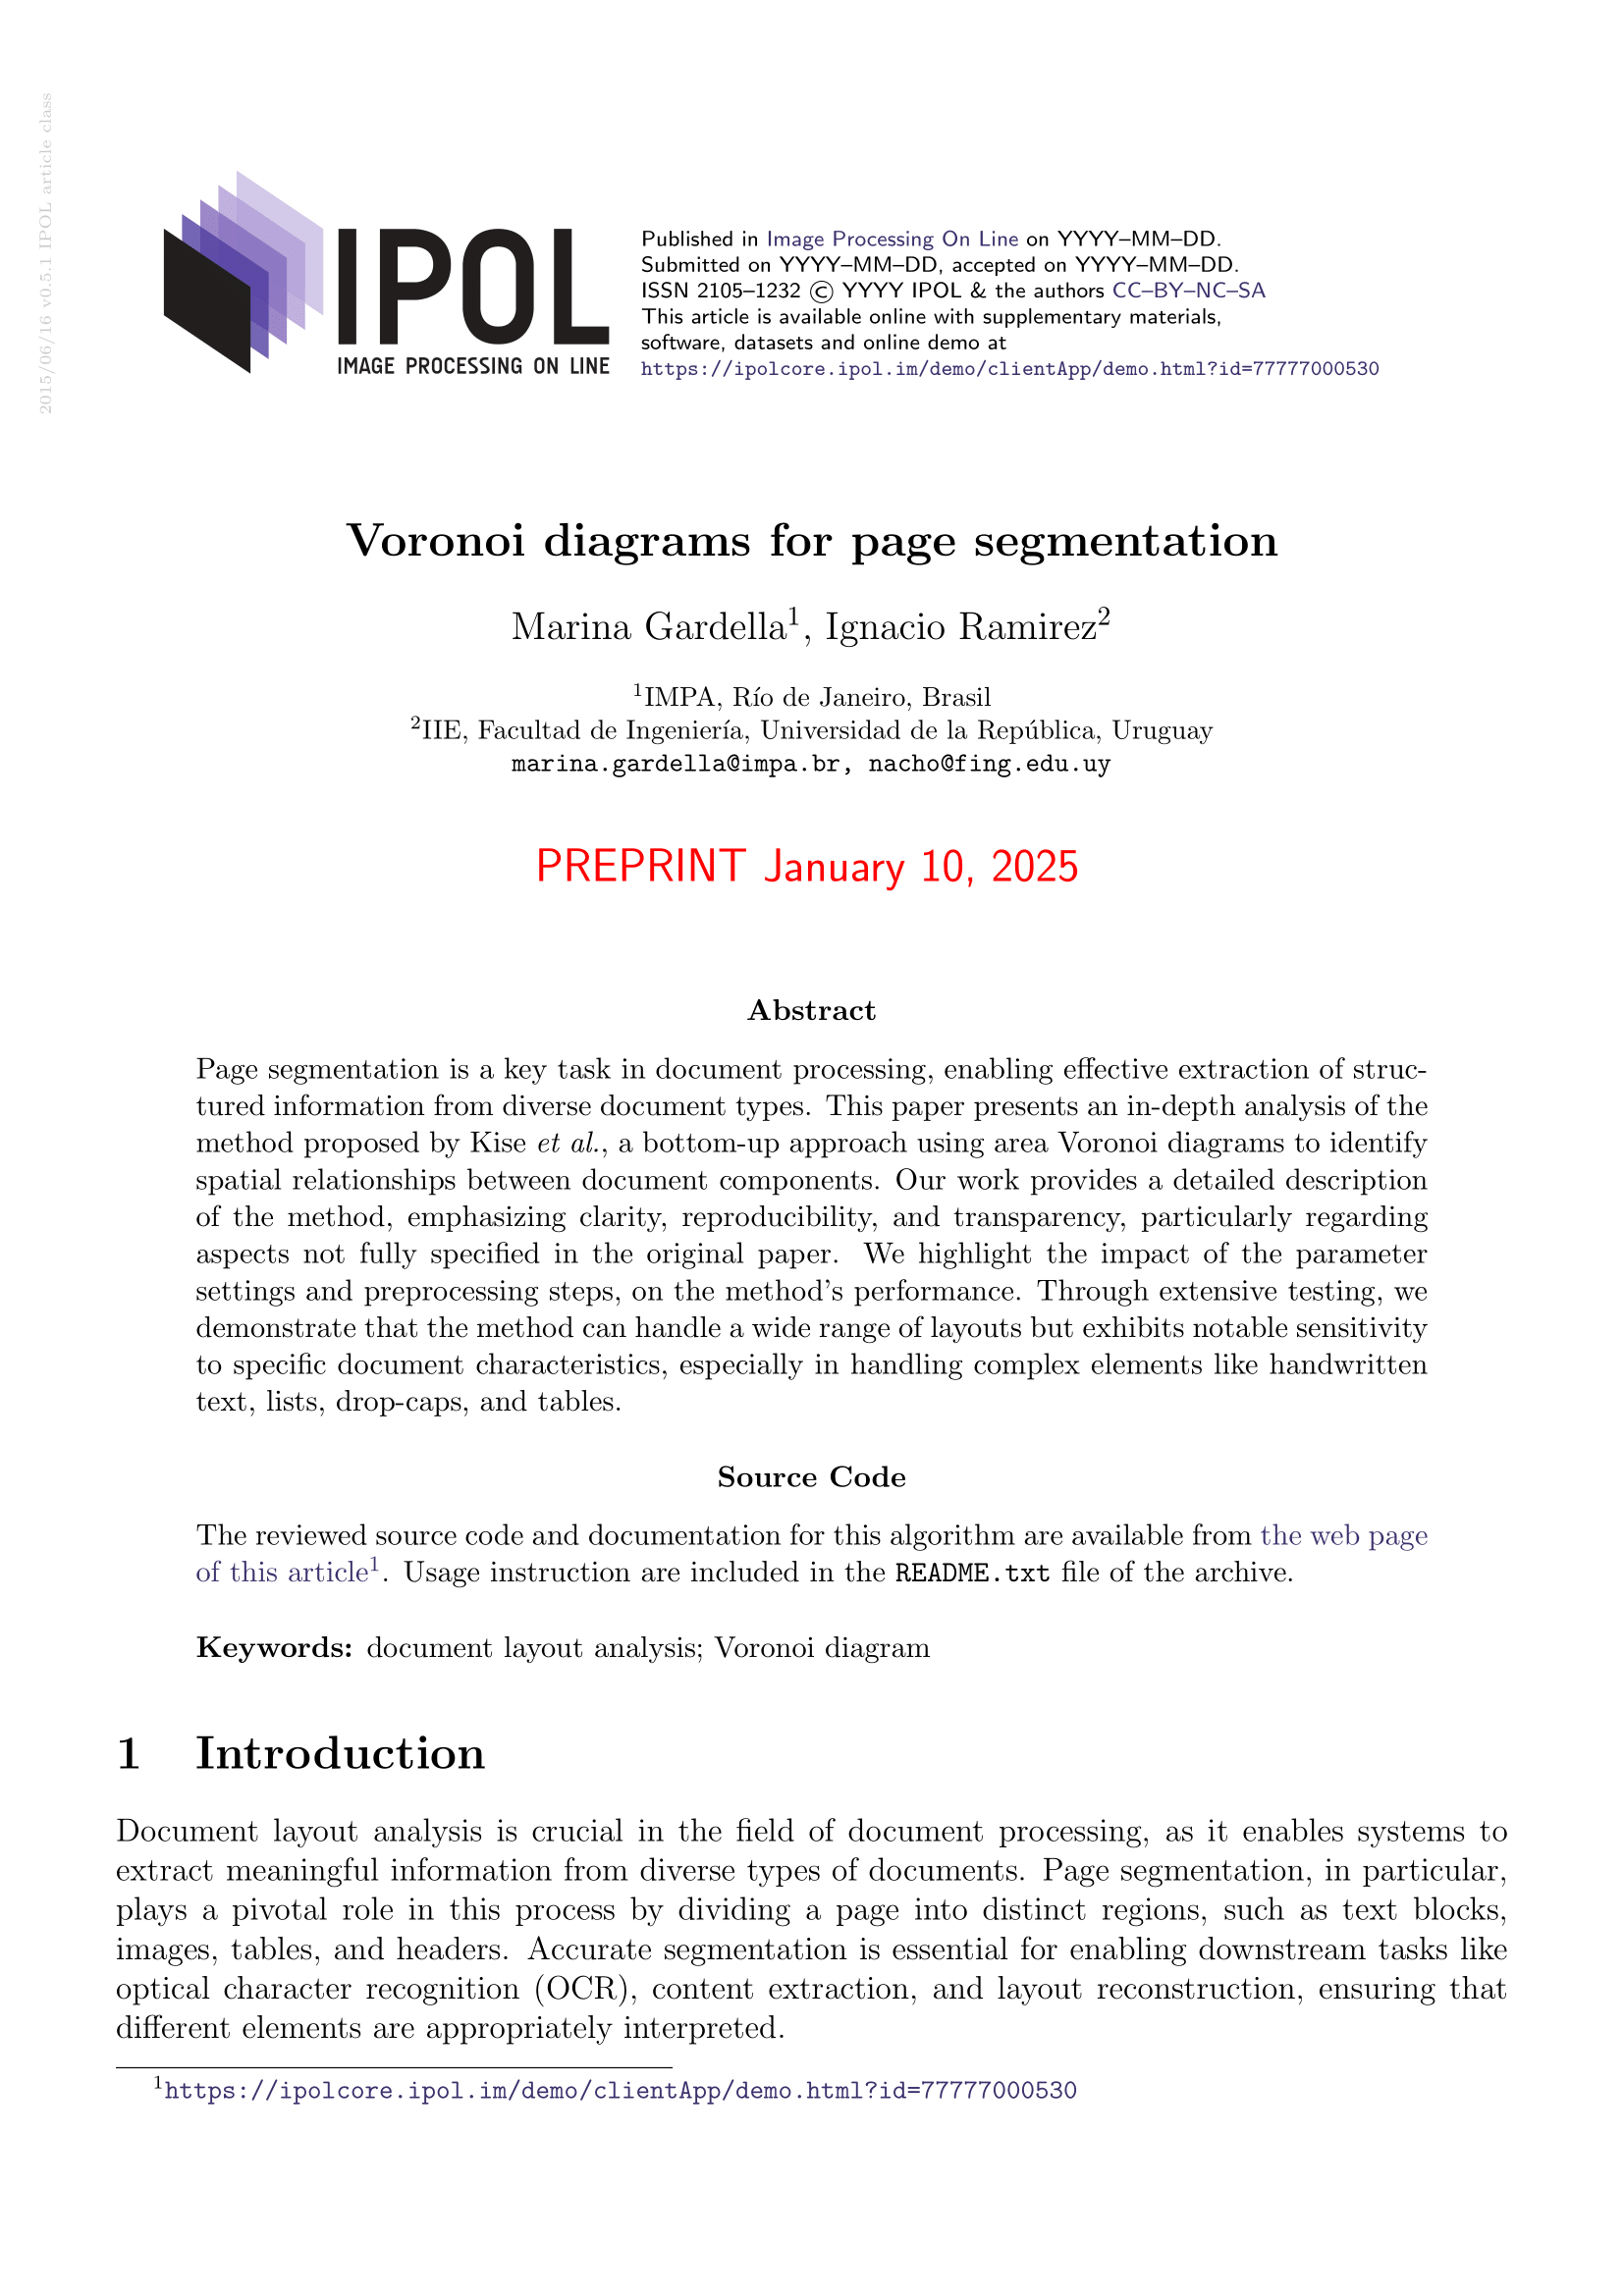 2015/06/16 v0.5.1 IPOL article class
IPOL
IMAGE PROCESSING ON LINE
Published in Image Processing On Line on YYYY–MM–DD.
Submitted on YYYY–MM–DD, accepted on YYYY–MM–DD.
ISSN 2105–1232 © YYYY IPOL & the authors CC–BY–NC–SA
This article is available online with supplementary materials,
software, datasets and online demo at
https://ipolcore.ipol.im/demo/clientApp/demo.html?id=77777000530
Voronoi diagrams for page segmentation
Marina Gardella¹, Ignacio Ramirez²
¹IMPA, Río de Janeiro, Brasil
²IIE, Facultad de Ingeniería, Universidad de la República, Uruguay
marina.gardella@impa.br, nacho@fing.edu.uy
PREPRINT January 10, 2025
Abstract
Page segmentation is a key task in document processing, enabling effective extraction of struc-
tured information from diverse document types. This paper presents an in-depth analysis of the
method proposed by Kise et al., a bottom-up approach using area Voronoi diagrams to identify
spatial relationships between document components. Our work provides a detailed description
of the method, emphasizing clarity, reproducibility, and transparency, particularly regarding
aspects not fully specified in the original paper. We highlight the impact of the parameter
settings and preprocessing steps, on the method's performance. Through extensive testing, we
demonstrate that the method can handle a wide range of layouts but exhibits notable sensitivity
to specific document characteristics, especially in handling complex elements like handwritten
text, lists, drop-caps, and tables.
Source Code
The reviewed source code and documentation for this algorithm are available from the web page
of this article¹. Usage instruction are included in the README.txt file of the archive.
Keywords: document layout analysis; Voronoi diagram
1 Introduction
Document layout analysis is crucial in the field of document processing, as it enables systems to
extract meaningful information from diverse types of documents. Page segmentation, in particular,
plays a pivotal role in this process by dividing a page into distinct regions, such as text blocks,
images, tables, and headers. Accurate segmentation is essential for enabling downstream tasks like
optical character recognition (OCR), content extraction, and layout reconstruction, ensuring that
different elements are appropriately interpreted.
¹https://ipolcore.ipol.im/demo/clientApp/demo.html?id=77777000530